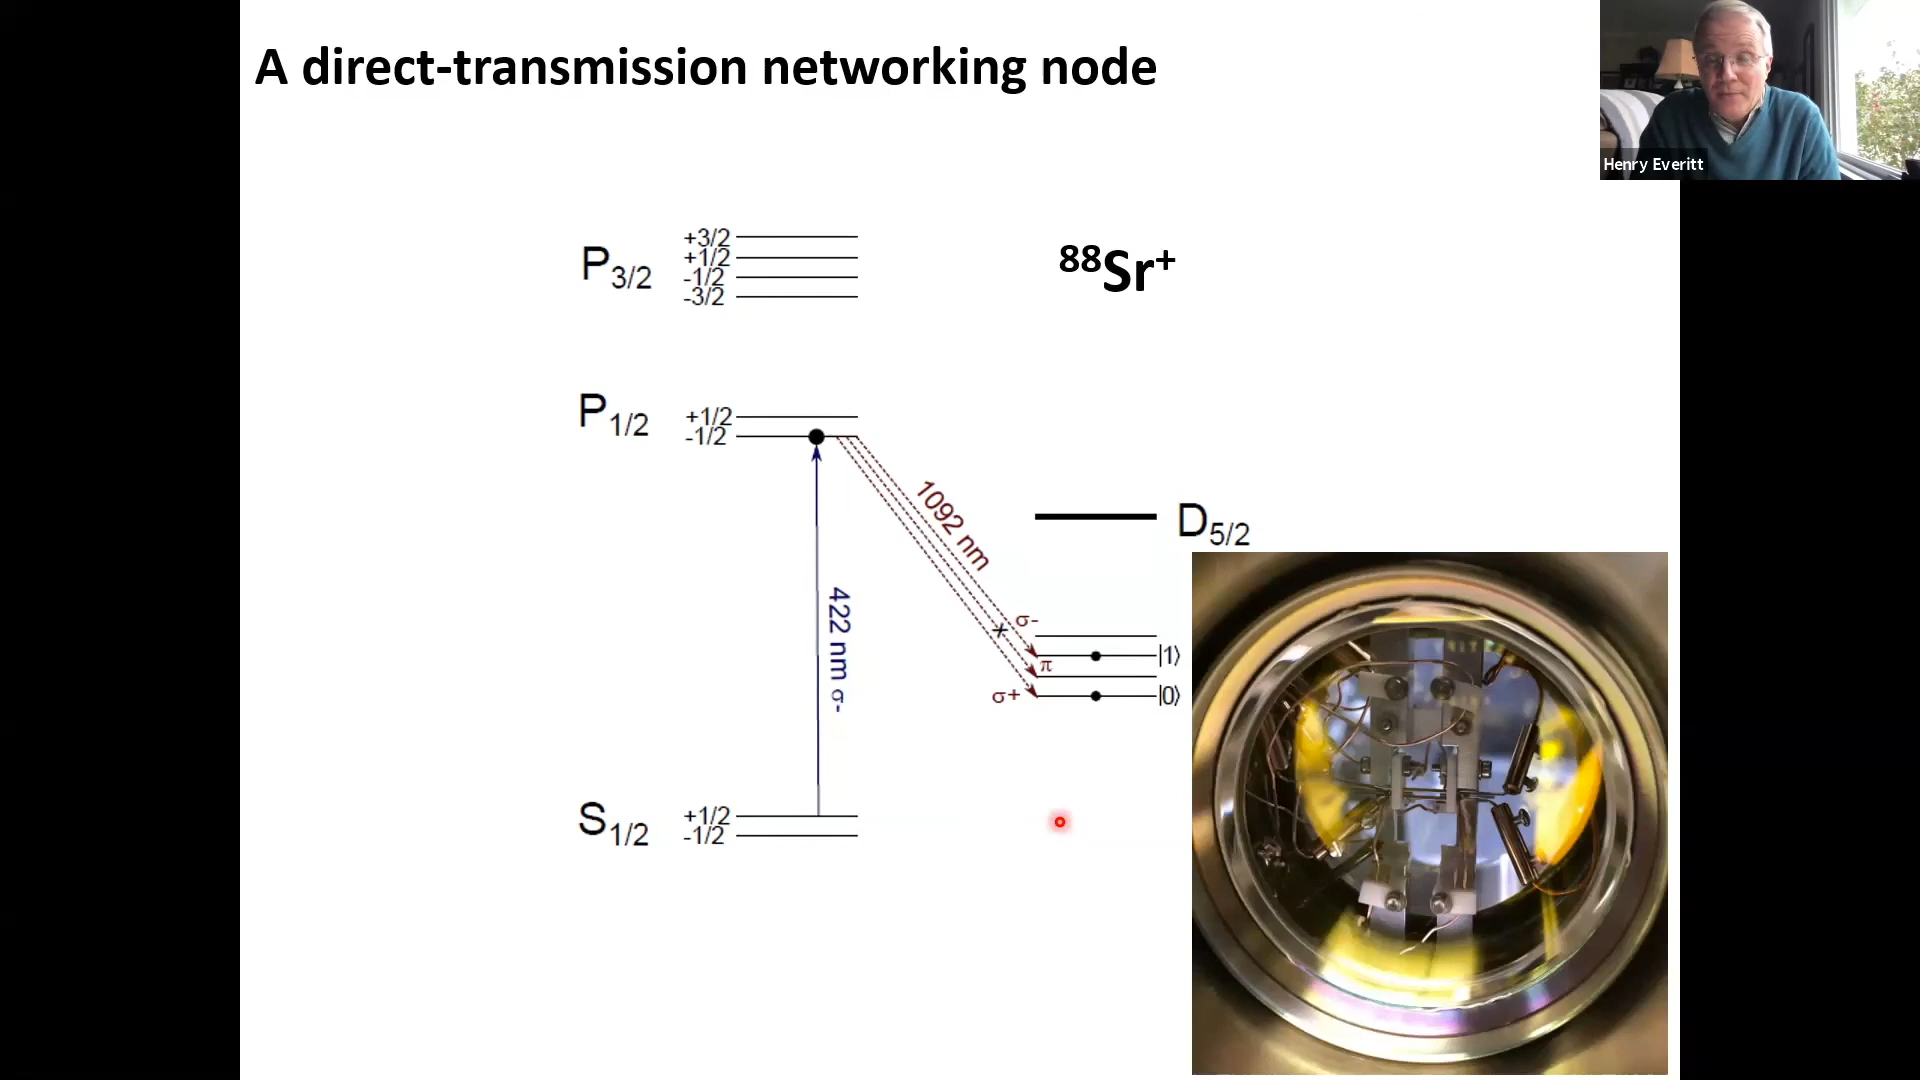 A direct-transmission networking node
Henry Everitt
+3/2
+1/2
-1/2
-3/2
P3/2
88Sr+
P1/2
+1/2
-1/2
1092 nm
D5/2
422 nm σ-
σ-
|1⟩
π
σ+
|0⟩
S1/2
+1/2
-1/2